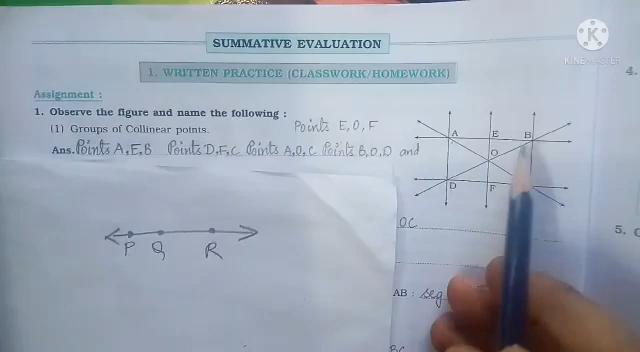 SUMMATIVE EVALUATION
KINEMASTER
1. WRITTEN PRACTICE (CLASSWORK/HOMEWORK)
4.
Assignment :
1. Observe the figure and name the following :
(1) Groups of Collinear points. Points E, O, F
Ans. Points A, E, B Points D, F, C Points A, O, C Points B, O, D and
A E B
O
D F
OC
5.
P Q R
AB : seg
BC